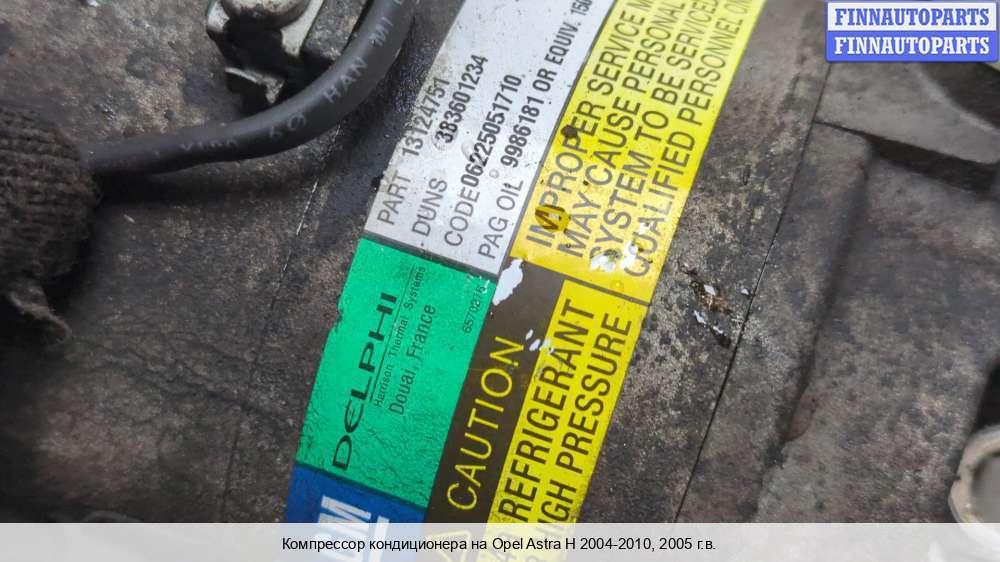 FINNAUTOPARTS
FINNAUTOPARTS
PART 13124751
DUNS 383601234
CODE 06225051710
PAG OIL 9986181 OR EQUIV. 150
IMPROPER SERVICE
MAY CAUSE PERSONAL
SYSTEM TO BE SERVICED
QUALIFIED PERSONNEL
DELPHI
Harrison Thermal Systems
Douai, France
CAUTION
REFRIGERANT
HIGH PRESSURE
Компрессор кондиционера на Opel Astra H 2004-2010, 2005 г.в.